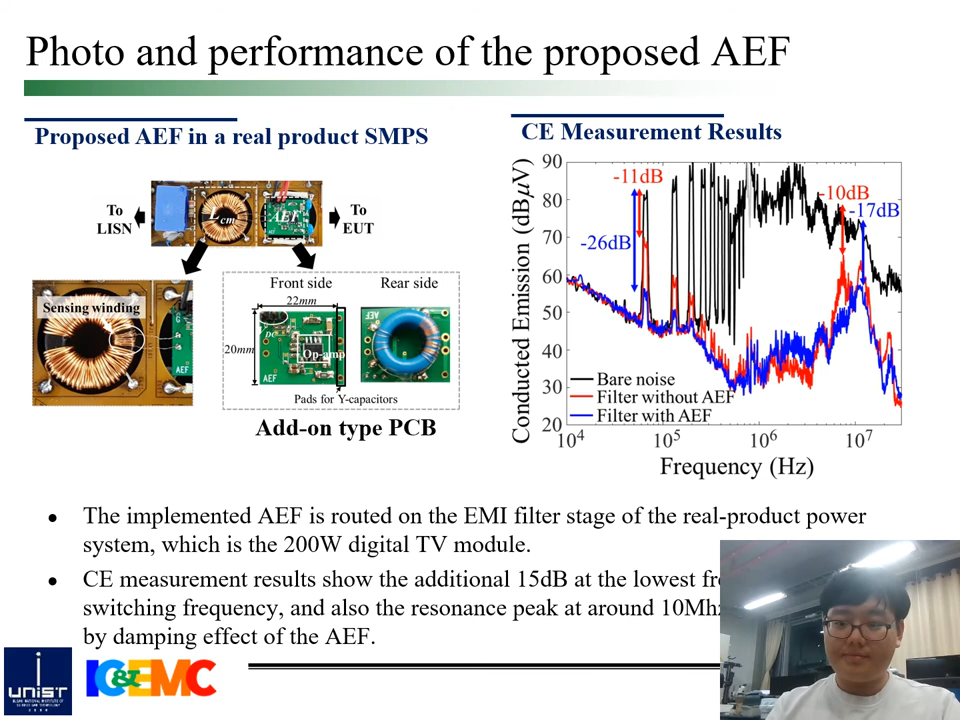 Photo and performance of the proposed AEF
Proposed AEF in a real product SMPS
To
LISN
Lcm
AEF
To
EUT
Sensing winding
Front side
Rear side
22mm
20mm
Op-amp
AEF
AEF
Pads for Y-capacitors
Add-on type PCB
CE Measurement Results
Conducted Emission (dBμV)
90
80
70
60
50
40
30
20
-11dB
-26dB
-10dB
-17dB
Bare noise
Filter without AEF
Filter with AEF
10⁴
10⁵
10⁶
10⁷
Frequency (Hz)
• The implemented AEF is routed on the EMI filter stage of the real-product power
system, which is the 200W digital TV module.
• CE measurement results show the additional 15dB at the lowest
switching frequency, and also the resonance peak at around 10Mhz
by damping effect of the AEF.
UNIST
IC&EMC